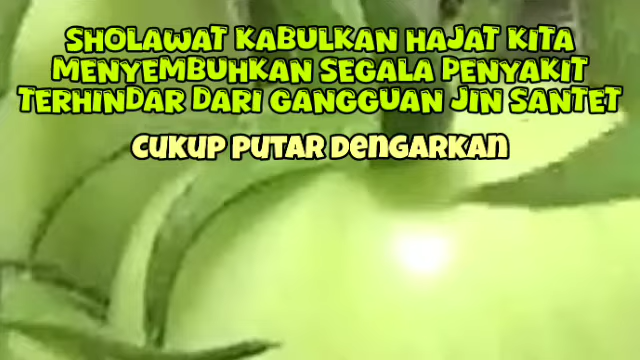 SHOLAWAT KABULKAN HAJAT KITA
MENYEMBUHKAN SEGALA PENYAKIT
TERHINDAR DARI GANGGUAN JIN SANTET
CUKUP PUTAR DENGARKAN